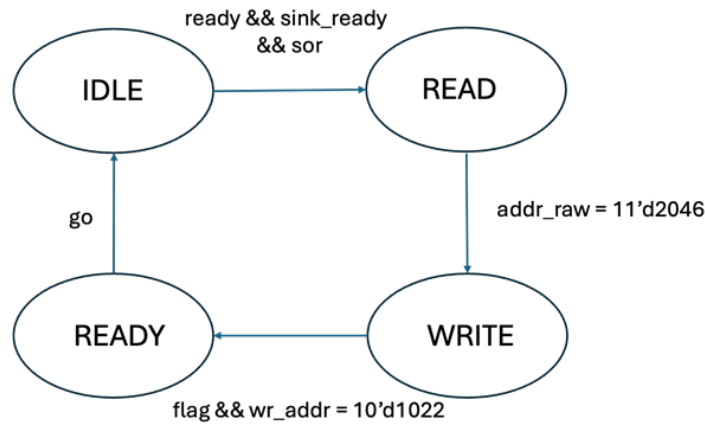 ready && sink_ready
&& sor
IDLE
READ
go
addr_raw = 11’d2046
READY
WRITE
flag && wr_addr = 10’d1022